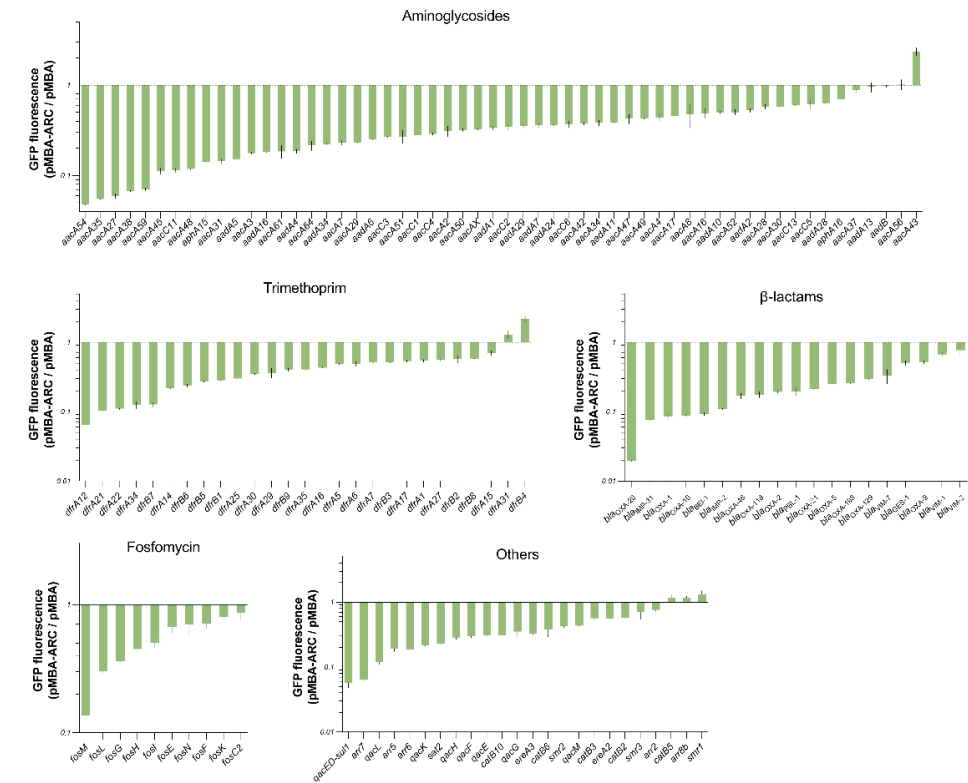 Aminoglycosides
GFP fluorescence
(pMBA-ARC / pMBA)
1
0.1
aacA54 aacA35 aacA27 aacA38 aacA59 aacA45 aacC11 aacA48 aphA15 aacA31 aadA5 aacA3 aadA16 aacA61 aadA4 aacA64 aadA34 aacA7 aacA29 aadA6 aacC3 aacA51 aacC1 aacC4 aacA2 aacA50 aacAX aadA1 aacC2 aadA29 aadA17 aadA24 aacC6 aacA42 aacA34 aadA11 aacA47 aacA49 aacA4 aacA17 aacA8 aacA16 aadA10 aacA52 aadA2 aacA28 aacA30 aacC13 aacC5 aadA28 aphA16 aacA37 aadA13 aadB aacA56 aacA43
Trimethoprim
GFP fluorescence
(pMBA-ARC / pMBA)
1
0.1
0.01
dfrA12 dfrA21 dfrA22 dfrA34 dfrB7 dfrA14 dfrB6 dfrB5 dfrB1 dfrA25 dfrA30 dfrA29 dfrB9 dfrA35 dfrA16 dfrA5 dfrA6 dfrA7 dfrB3 dfrA17 dfrA1 dfrA27 dfrB2 dfrB8 dfrA15 dfrA31 dfrB4
β-lactams
GFP fluorescence
(pMBA-ARC / pMBA)
1
0.1
0.01
blaOXA-20 blaIMP-31 blaOXA-1 blaOXA-10 blaBEL-1 blaIMP-2 blaOXA-46 blaOXA-118 blaOXA-2 blaPBL-1 blaOXA-21 blaOXA-5 blaOXA-198 blaOXA-129 blaVIM-7 blaGES-1 blaOXA-9 blaVIM-1 blaVIM-2
Fosfomycin
GFP fluorescence
(pMBA-ARC / pMBA)
1
0.1
fosM fosL fosG fosH fosI fosE fosN fosF fosK fosC2
Others
GFP fluorescence
(pMBA-ARC / pMBA)
1
0.1
0.01
qacED-sul1 arr7 qacL arr5 arr6 qacK sat2 qacH qacF qacE catB10 qacG ereA3 catB6 smr2 qacM catB3 ereA2 catB2 smr3 arr2 catB5 arr8b smr1